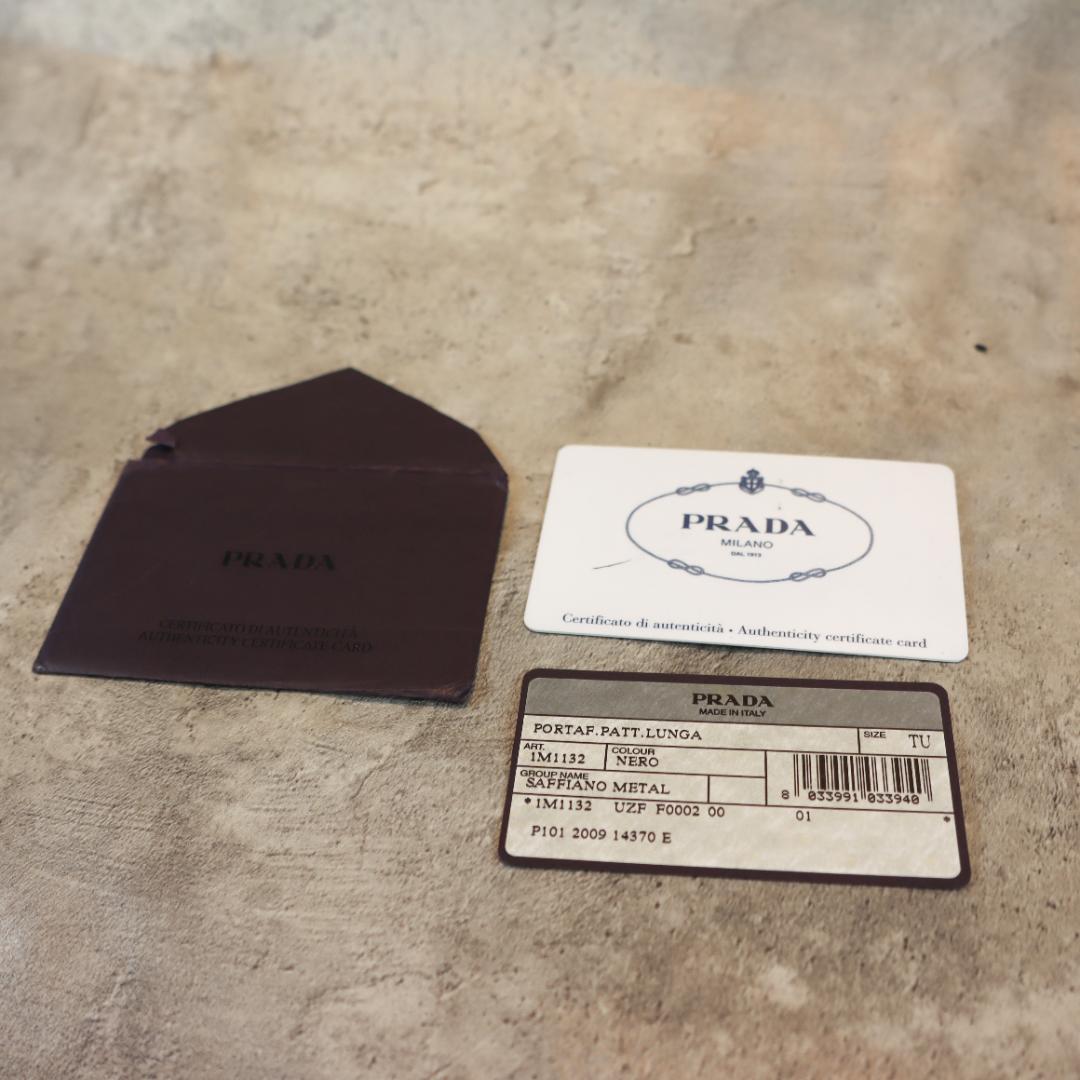 PRADA
CERTIFICATO DI AUTENTICITÀ
AUTHENTICITY CERTIFICATE CARD
PRADA
MILANO
DAL 1913
Certificato di autenticità • Authenticity certificate card
PRADA
MADE IN ITALY
PORTAF.PATT.LUNGA
SIZE TU
ART. 1M1132
COLOUR NERO
GROUP NAME
SAFFIANO METAL
8 033991 033940
*1M1132 UZF F0002 00 01 *
P101 2009 14370 E